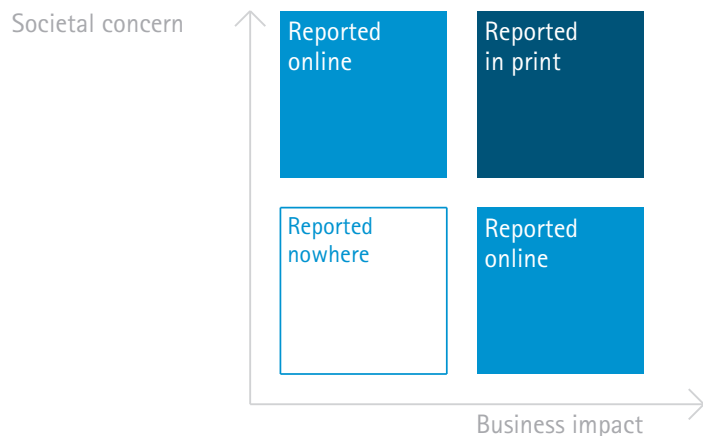 Societal concern
Reported
online
Reported
in print
Reported
nowhere
Reported
online
Business impact